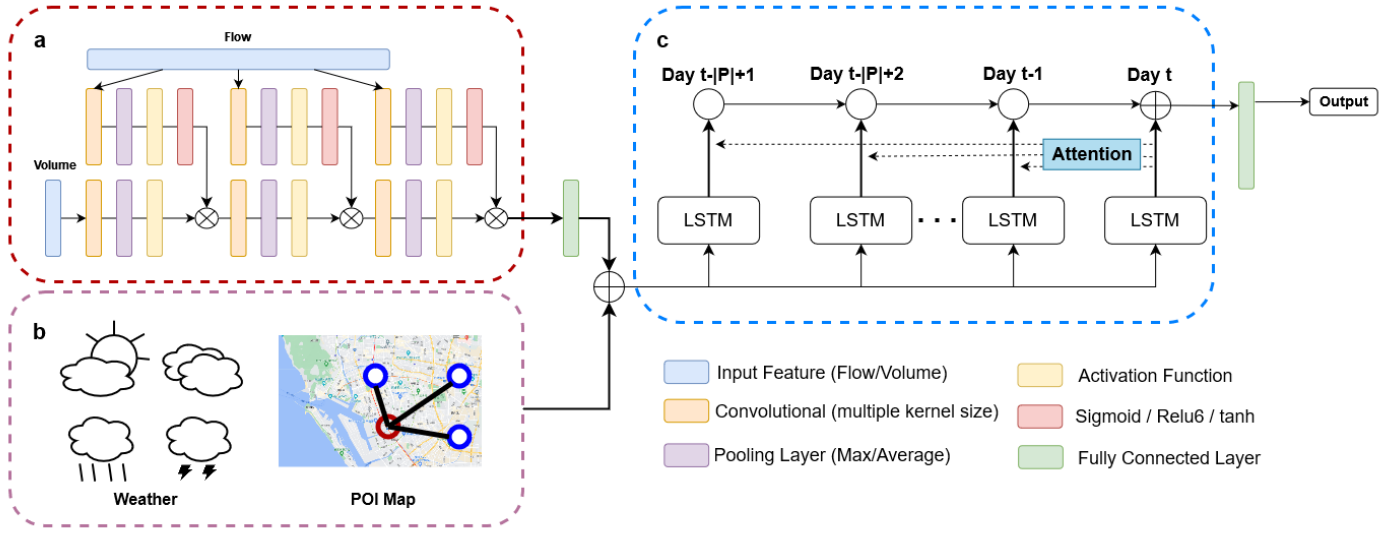 a
Flow
Volume
b
Weather
POI Map
c
Day t-|P|+1
Day t-|P|+2
Day t-1
Day t
Attention
LSTM
LSTM
. . .
LSTM
LSTM
Output
Input Feature (Flow/Volume)
Convolutional (multiple kernel size)
Pooling Layer (Max/Average)
Activation Function
Sigmoid / Relu6 / tanh
Fully Connected Layer